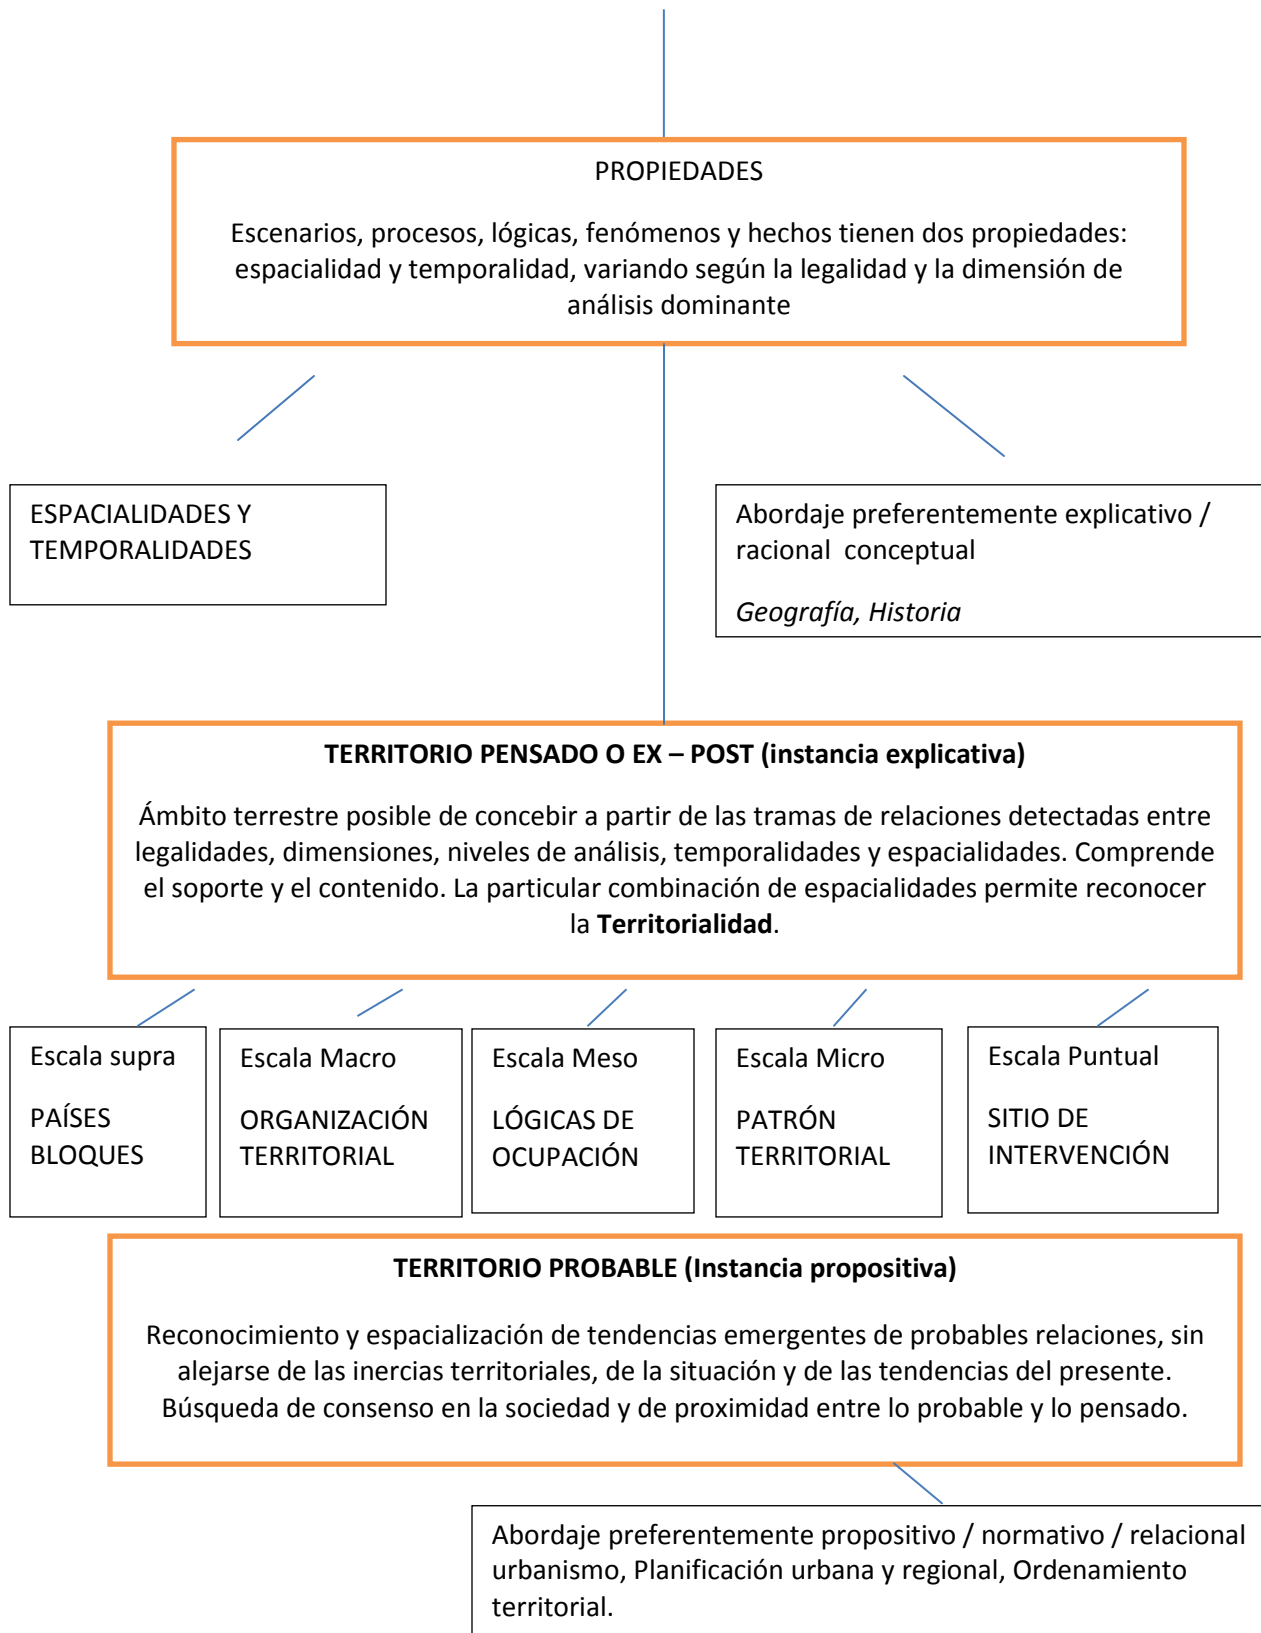 PROPIEDADES
Escenarios, procesos, lógicas, fenómenos y hechos tienen dos propiedades:
espacialidad y temporalidad, variando según la legalidad y la dimensión de
análisis dominante
ESPACIALIDADES Y
TEMPORALIDADES
Abordaje preferentemente explicativo /
racional  conceptual
Geografía, Historia
TERRITORIO PENSADO O EX – POST (instancia explicativa)
Ámbito terrestre posible de concebir a partir de las tramas de relaciones detectadas entre
legalidades, dimensiones, niveles de análisis, temporalidades y espacialidades. Comprende
el soporte y el contenido. La particular combinación de espacialidades permite reconocer
la Territorialidad.
Escala supra
PAÍSES
BLOQUES
Escala Macro
ORGANIZACIÓN
TERRITORIAL
Escala Meso
LÓGICAS DE
OCUPACIÓN
Escala Micro
PATRÓN
TERRITORIAL
Escala Puntual
SITIO DE
INTERVENCIÓN
TERRITORIO PROBABLE (Instancia propositiva)
Reconocimiento y espacialización de tendencias emergentes de probables relaciones, sin
alejarse de las inercias territoriales, de la situación y de las tendencias del presente.
Búsqueda de consenso en la sociedad y de proximidad entre lo probable y lo pensado.
Abordaje preferentemente propositivo / normativo / relacional
urbanismo, Planificación urbana y regional, Ordenamiento
territorial.